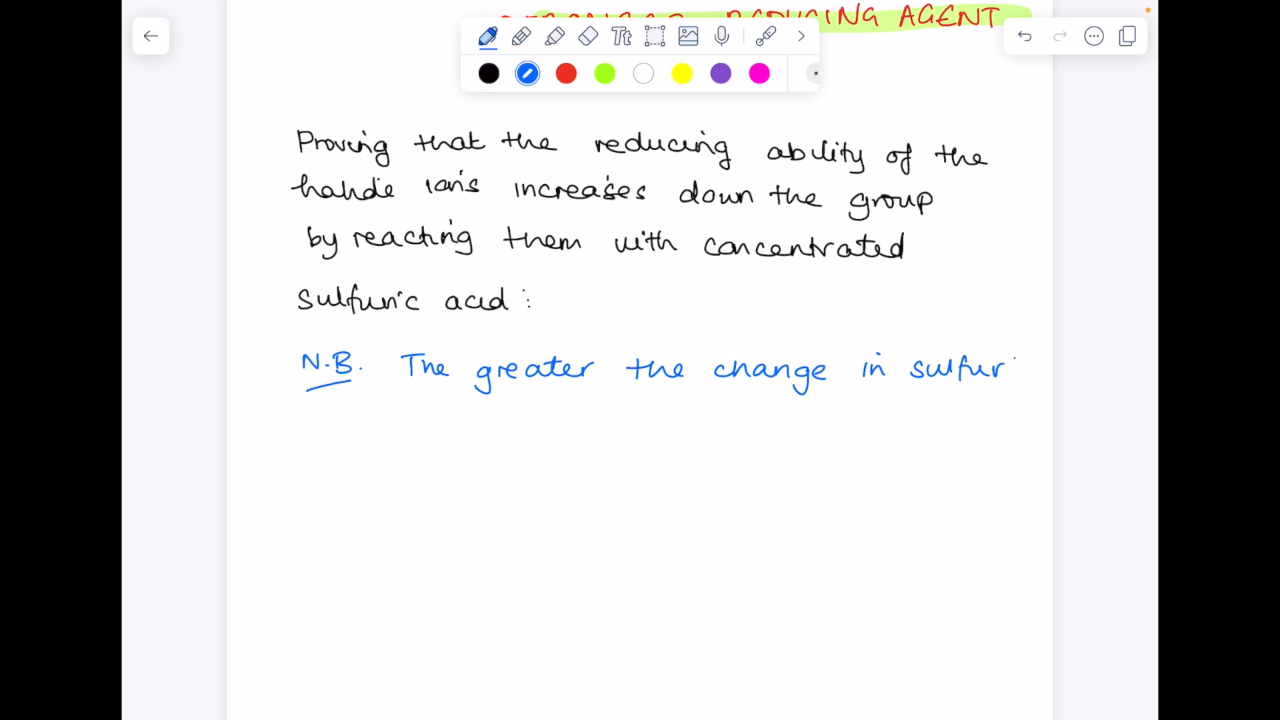 REDUCING AGENT
Tt
Proving that the reducing ability of the
halide ions increases down the group
by reacting them with concentrated
sulfuric acid :
N.B. The greater the change in sulfur